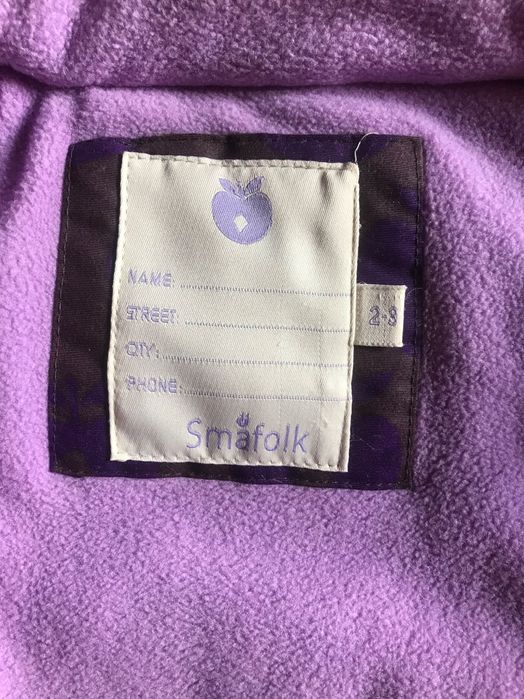 NAME:
STREET:
CITY:
PHONE:
Småfolk
2-3